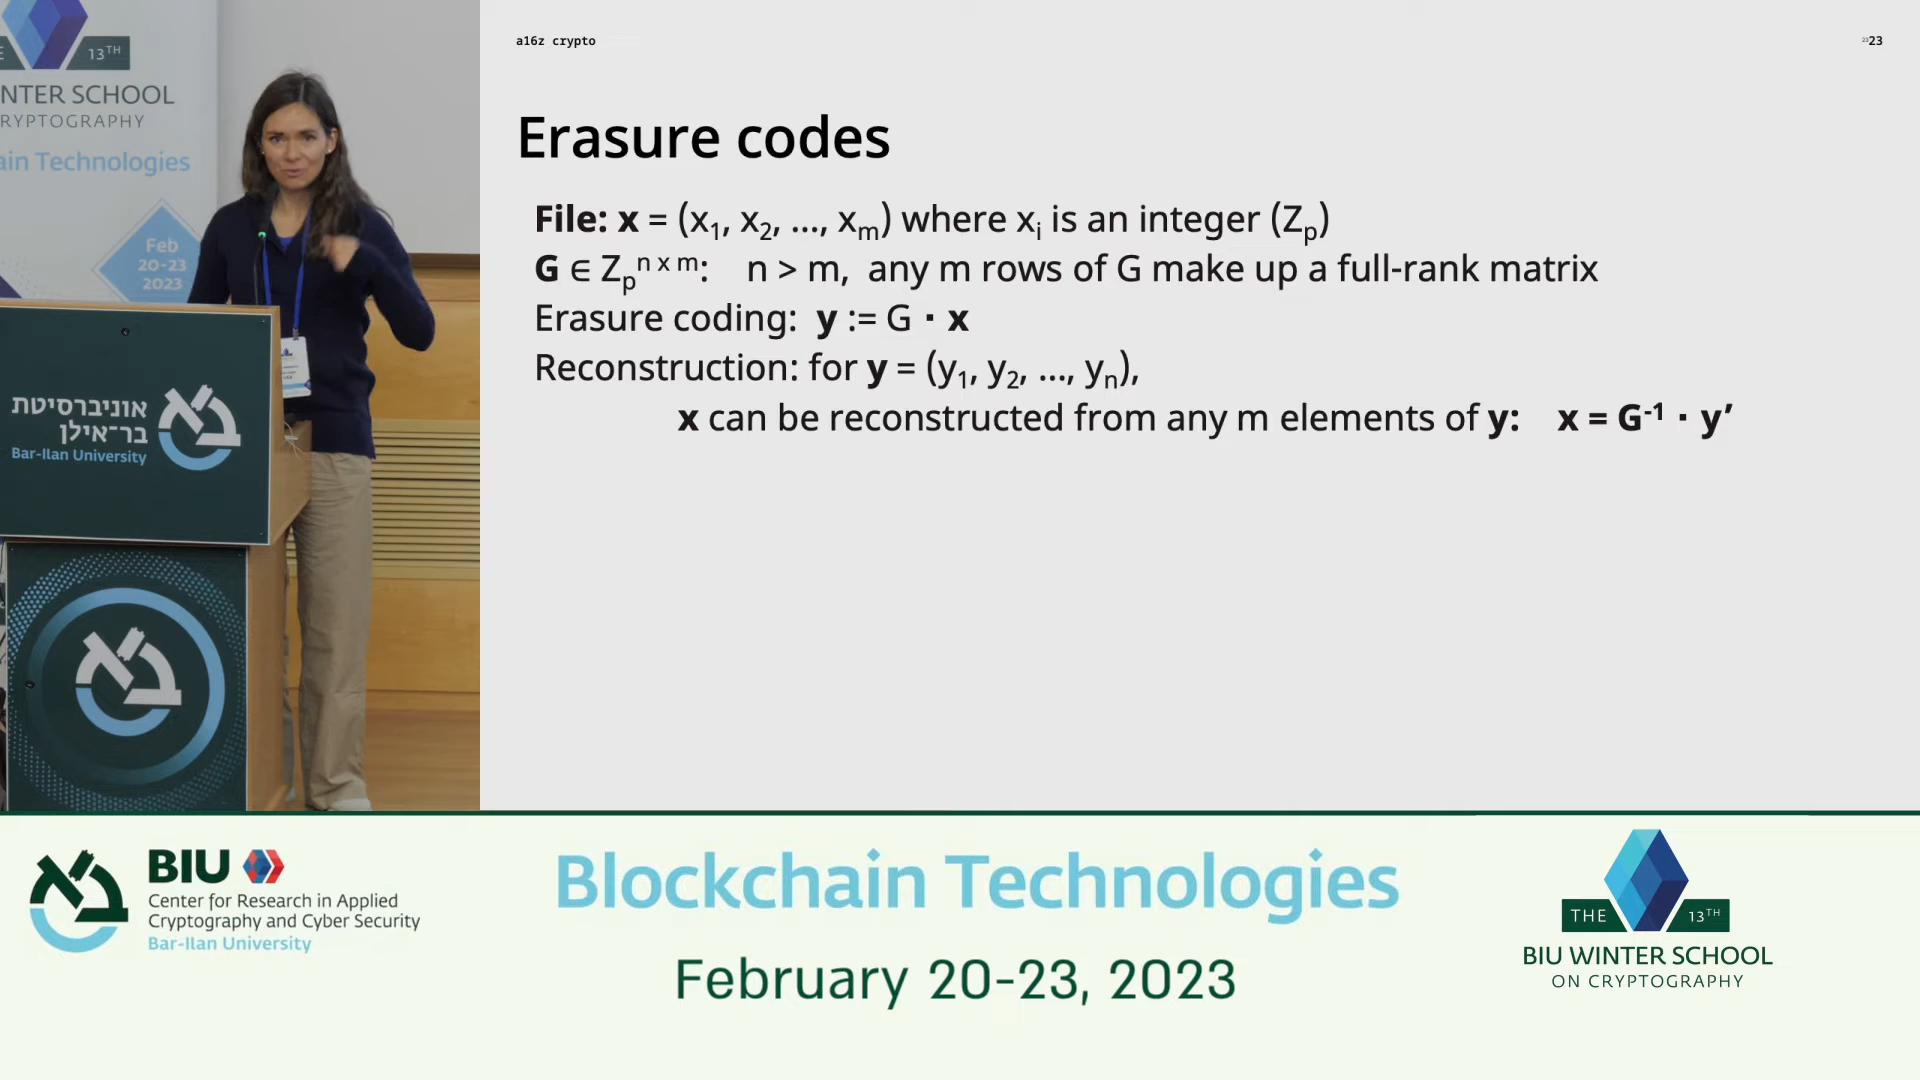 13TH
NTER SCHOOL
RYPTOGRAPHY
ain Technologies
Feb
20-23
2023
אוניברסיטת
בר־אילן
Bar-Ilan University
a16z crypto
23
Erasure codes
File: x = (x1, x2, ..., xm) where xi is an integer (Zp)
G ∈ Zp n x m: n > m, any m rows of G make up a full-rank matrix
Erasure coding: y := G · x
Reconstruction: for y = (y1, y2, ..., yn),
x can be reconstructed from any m elements of y: x = G-1 · y′
BIU
Center for Research in Applied
Cryptography and Cyber Security
Bar-Ilan University
Blockchain Technologies
February 20-23, 2023
THE 13TH
BIU WINTER SCHOOL
ON CRYPTOGRAPHY